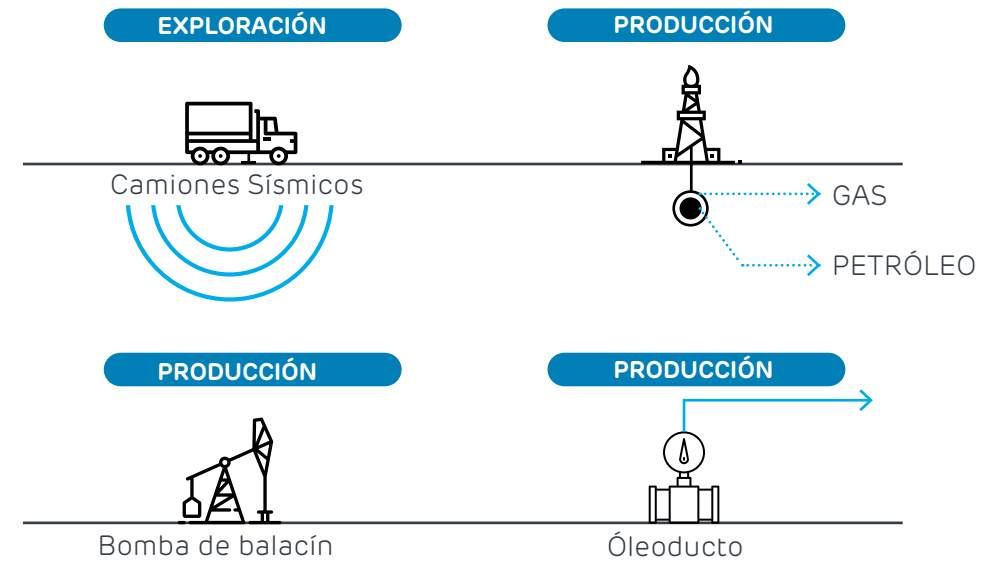 EXPLORACIÓN
Camiones Sísmicos
PRODUCCIÓN
GAS
PETRÓLEO
PRODUCCIÓN
Bomba de balacín
PRODUCCIÓN
Óleoducto